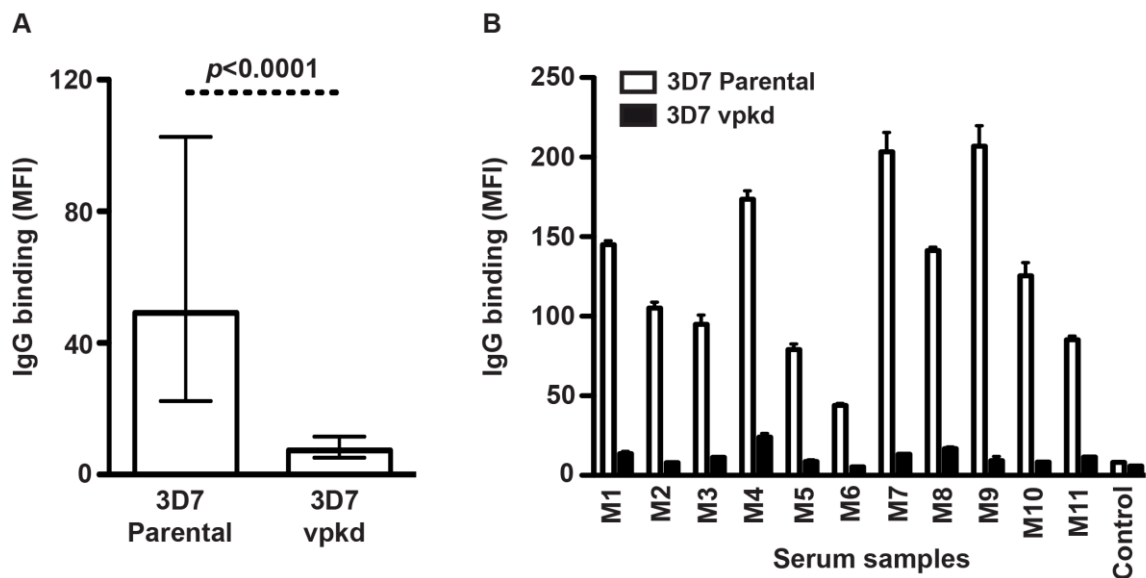 A
p<0.0001
120
80
40
0
IgG binding (MFI)
3D7
Parental
3D7
vpkd
B
3D7 Parental
3D7 vpkd
250
200
150
100
50
0
IgG binding (MFI)
M1
M2
M3
M4
M5
M6
M7
M8
M9
M10
M11
Control
Serum samples